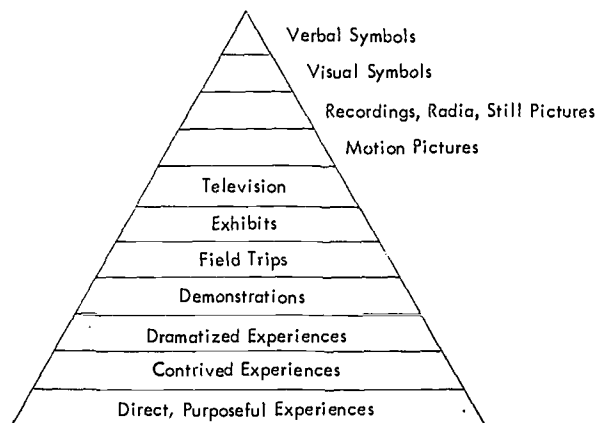 Verbal Symbols
Visual Symbols
Recordings, Radia, Still Pictures
Motion Pictures
Television
Exhibits
Field Trips
Demonstrations
Dramatized Experiences
Contrived Experiences
Direct, Purposeful Experiences